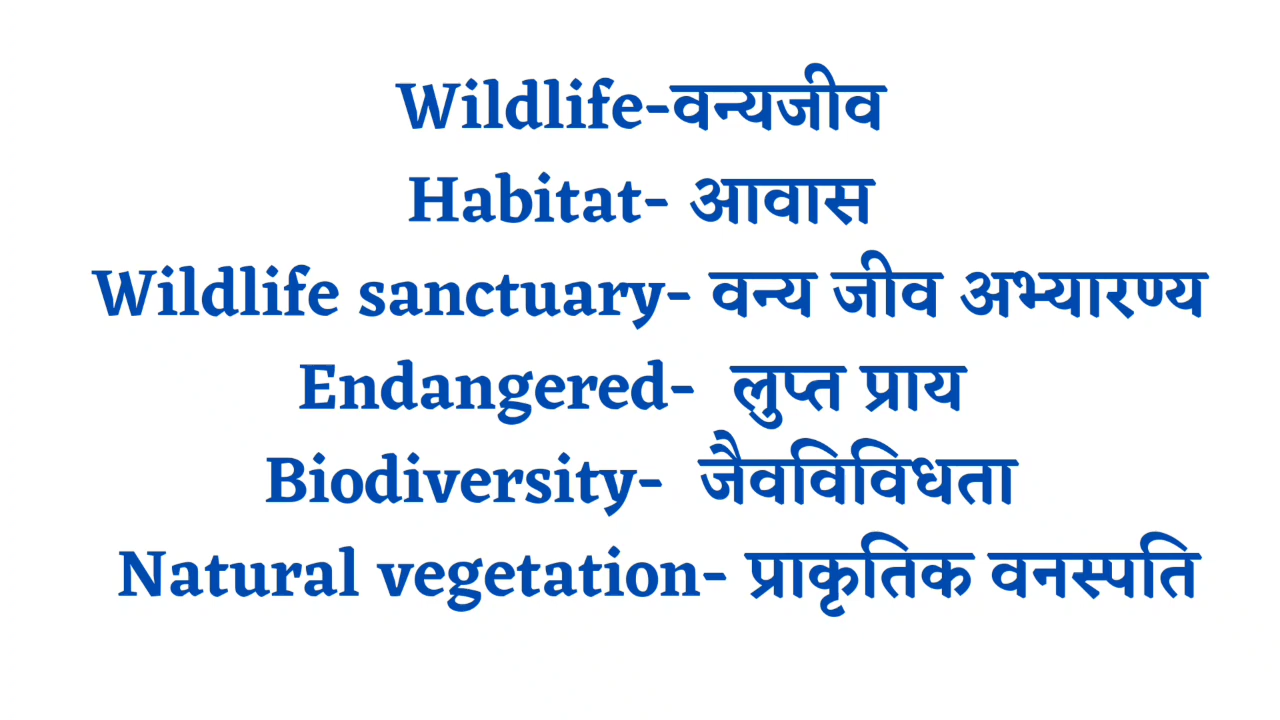 Wildlife-वन्यजीव
Habitat- आवास
Wildlife sanctuary- वन्य जीव अभ्यारण्य
Endangered- लुप्त प्राय
Biodiversity- जैवविविधता
Natural vegetation- प्राकृतिक वनस्पति